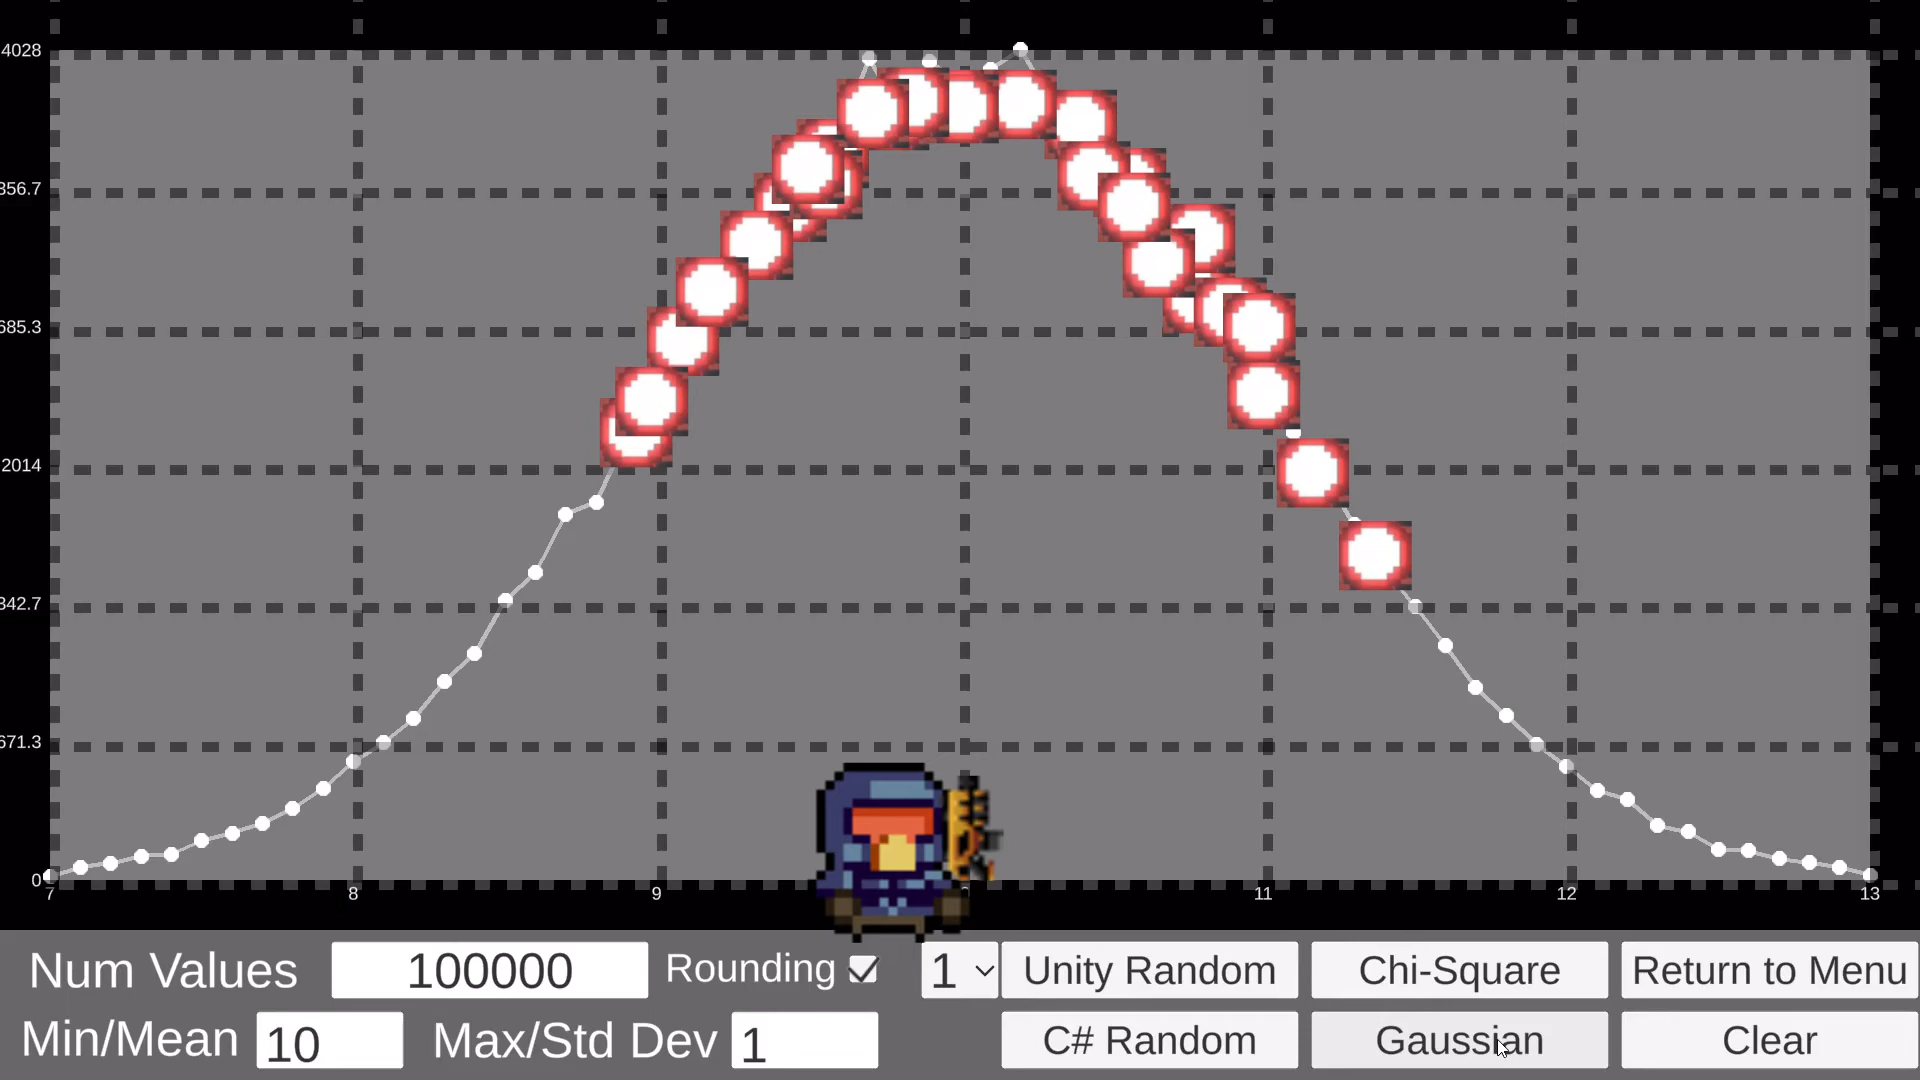 4028
356.7
685.3
2014
342.7
671.3
0
7 8 9 11 12 13
Num Values 100000 Rounding 1 Unity Random Chi-Square Return to Menu
Min/Mean 10 Max/Std Dev 1 C# Random Gaussian Clear